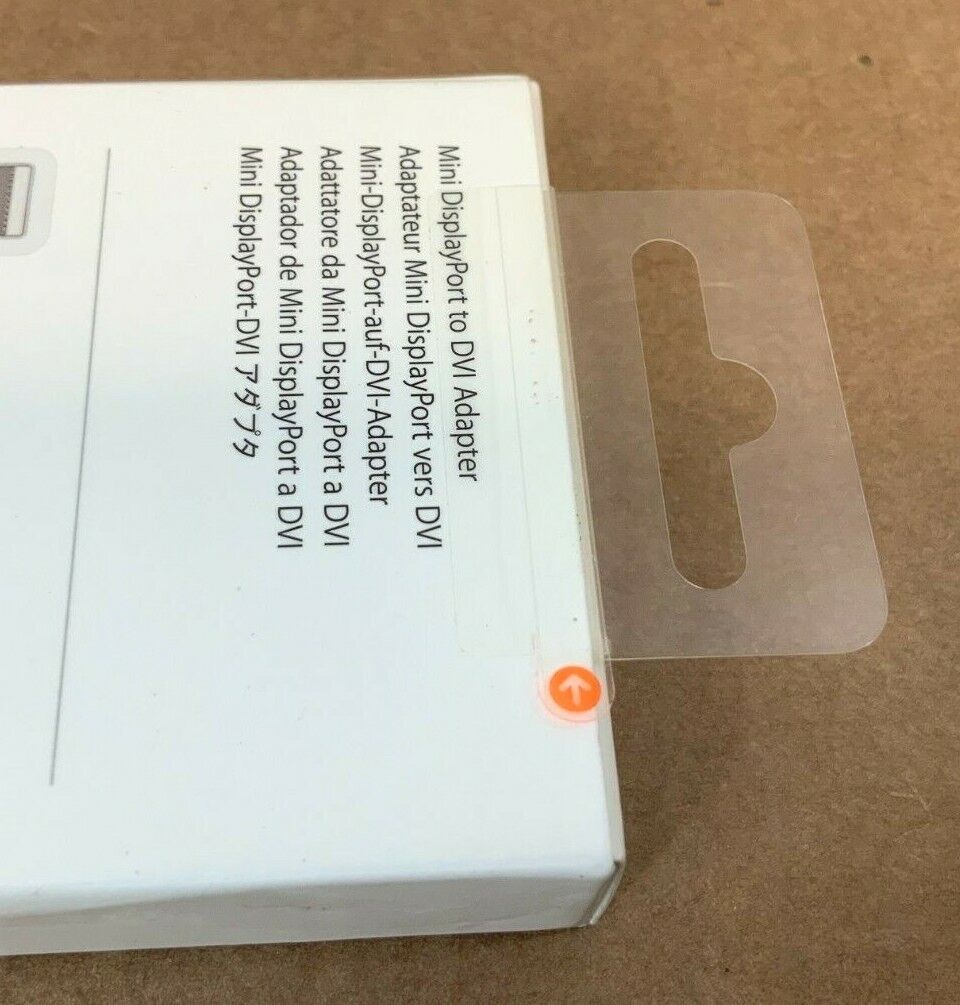 Mini DisplayPort to DVI Adapter
Adaptateur Mini DisplayPort vers DVI
Mini-DisplayPort-auf-DVI-Adapter
Adattatore da Mini DisplayPort a DVI
Adaptador de Mini DisplayPort a DVI
Mini DisplayPort-DVI アダプタ